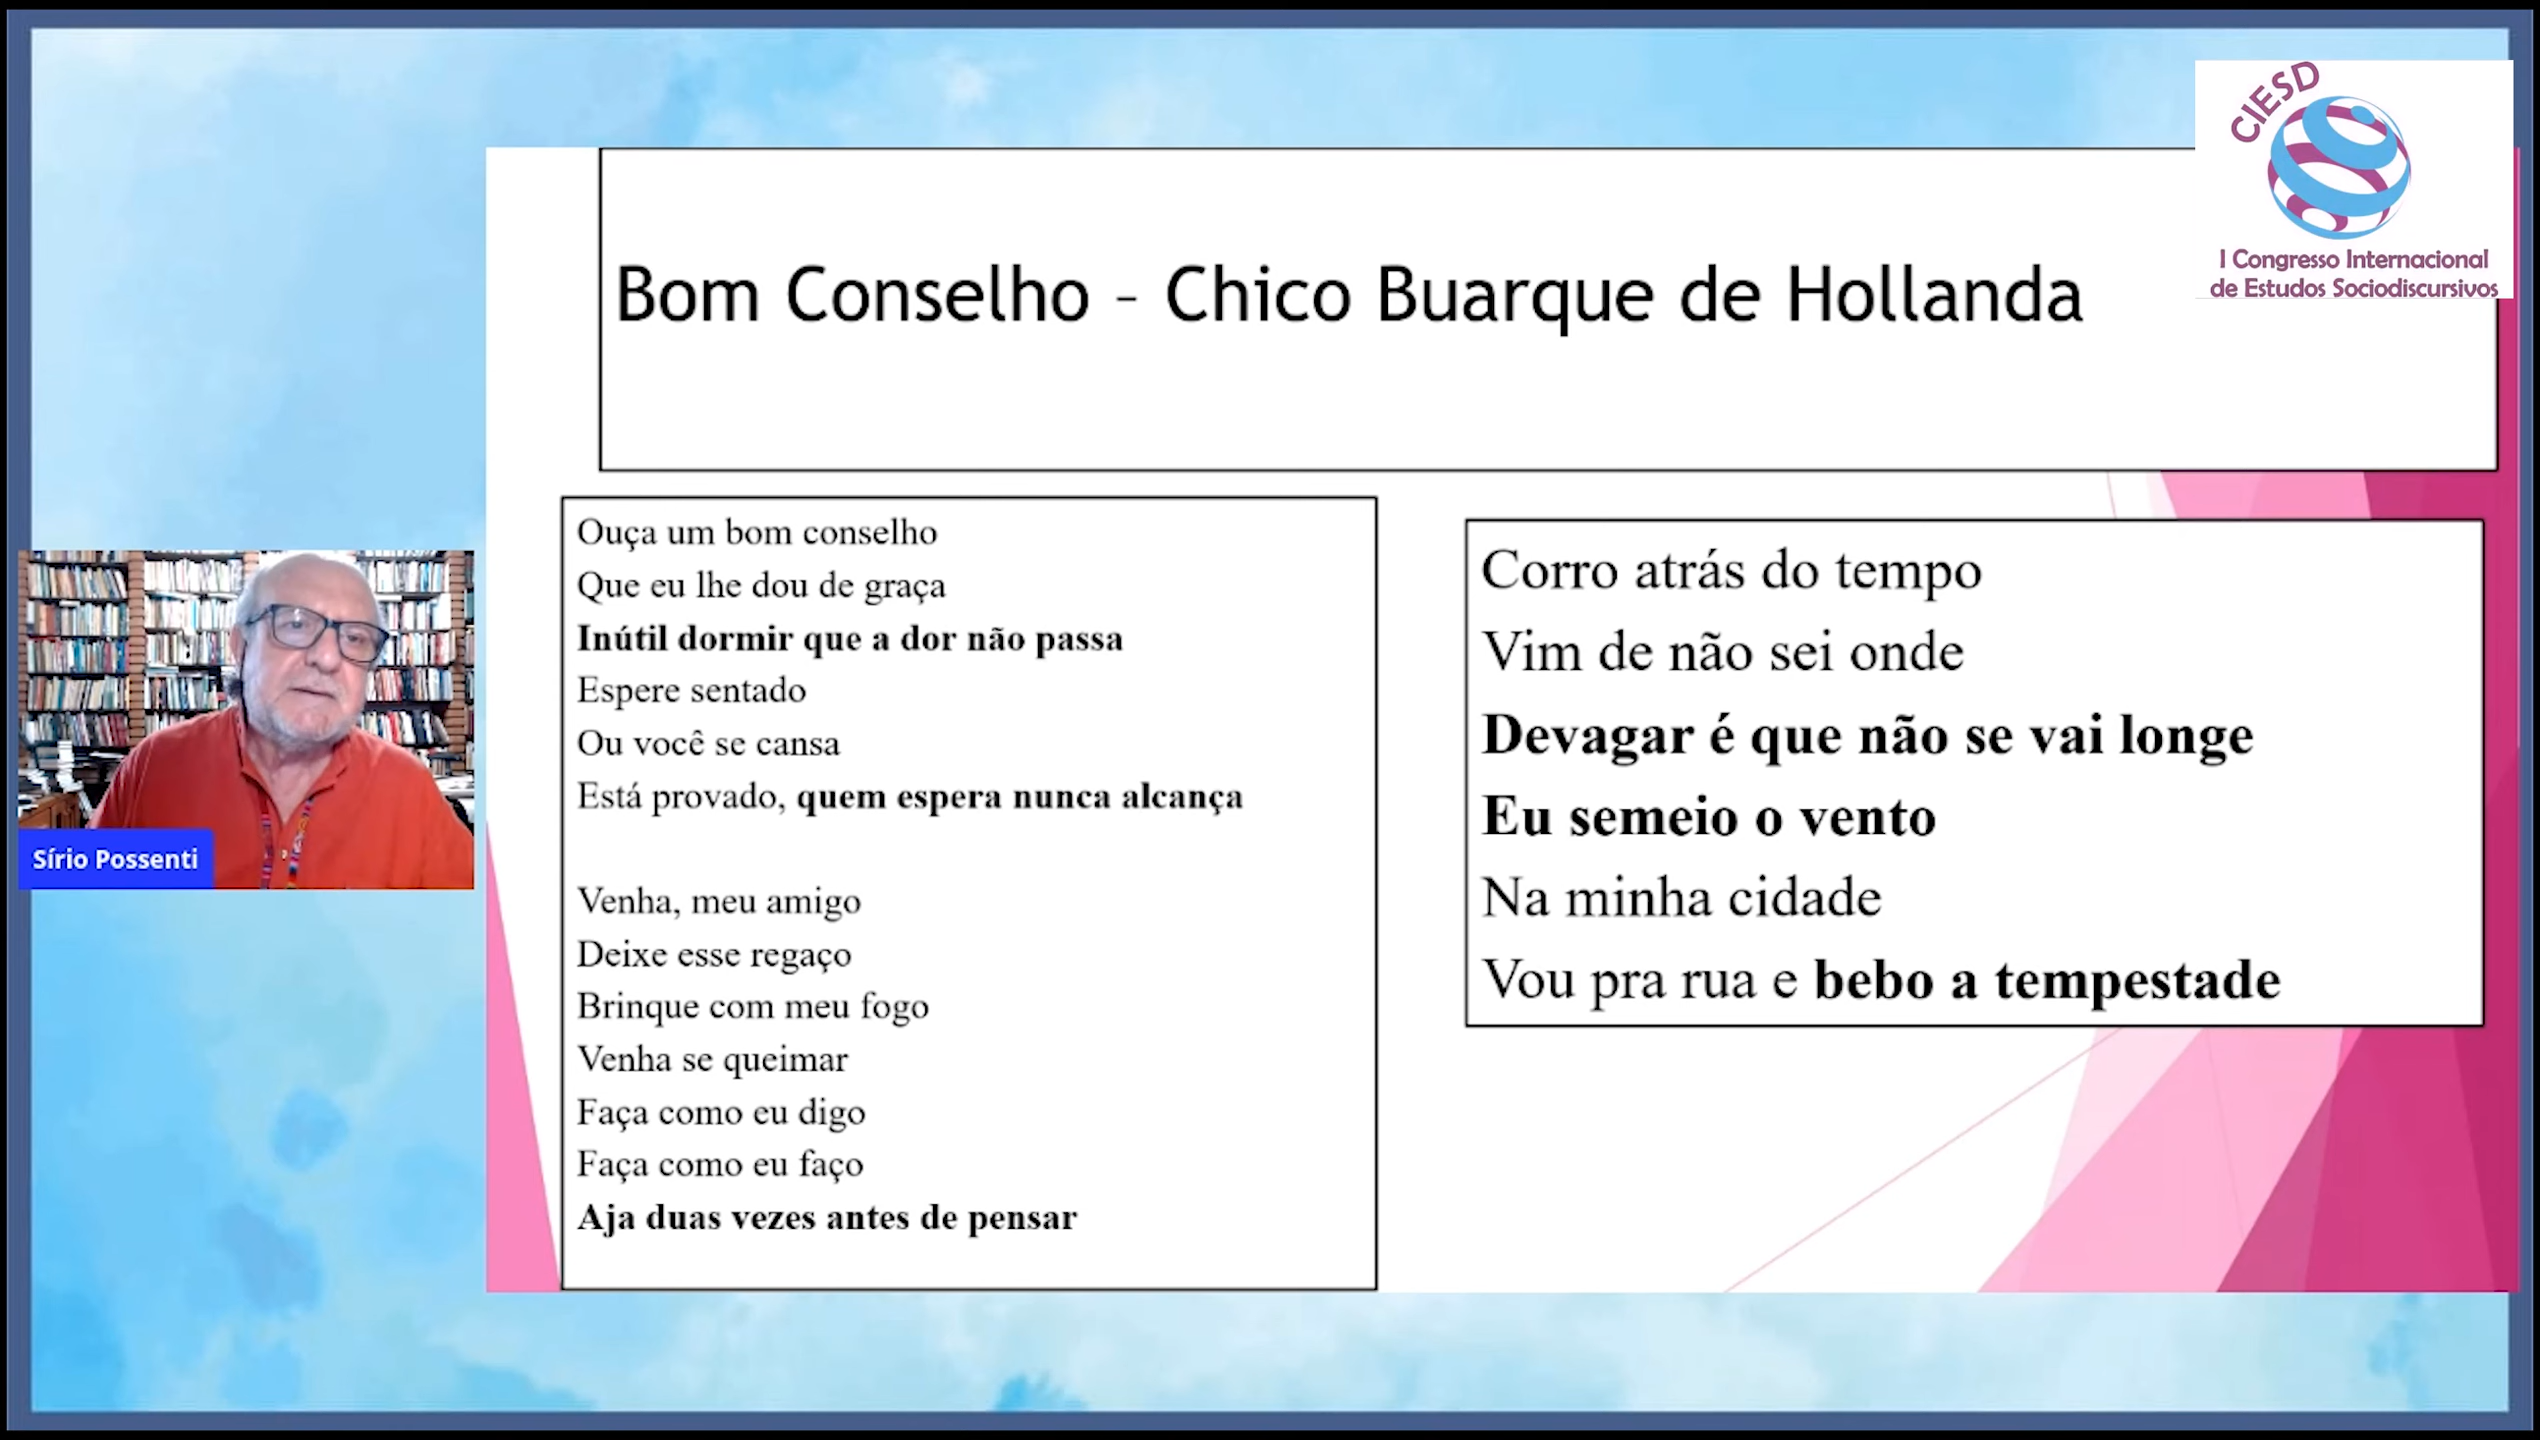 CIESD
I Congresso Internacional
de Estudos Sociodiscursivos
Bom Conselho - Chico Buarque de Hollanda
Ouça um bom conselho
Que eu lhe dou de graça
Inútil dormir que a dor não passa
Espere sentado
Ou você se cansa
Está provado, quem espera nunca alcança
Venha, meu amigo
Deixe esse regaço
Brinque com meu fogo
Venha se queimar
Faça como eu digo
Faça como eu faço
Aja duas vezes antes de pensar
Corro atrás do tempo
Vim de não sei onde
Devagar é que não se vai longe
Eu semeio o vento
Na minha cidade
Vou pra rua e bebo a tempestade
Sírio Possenti